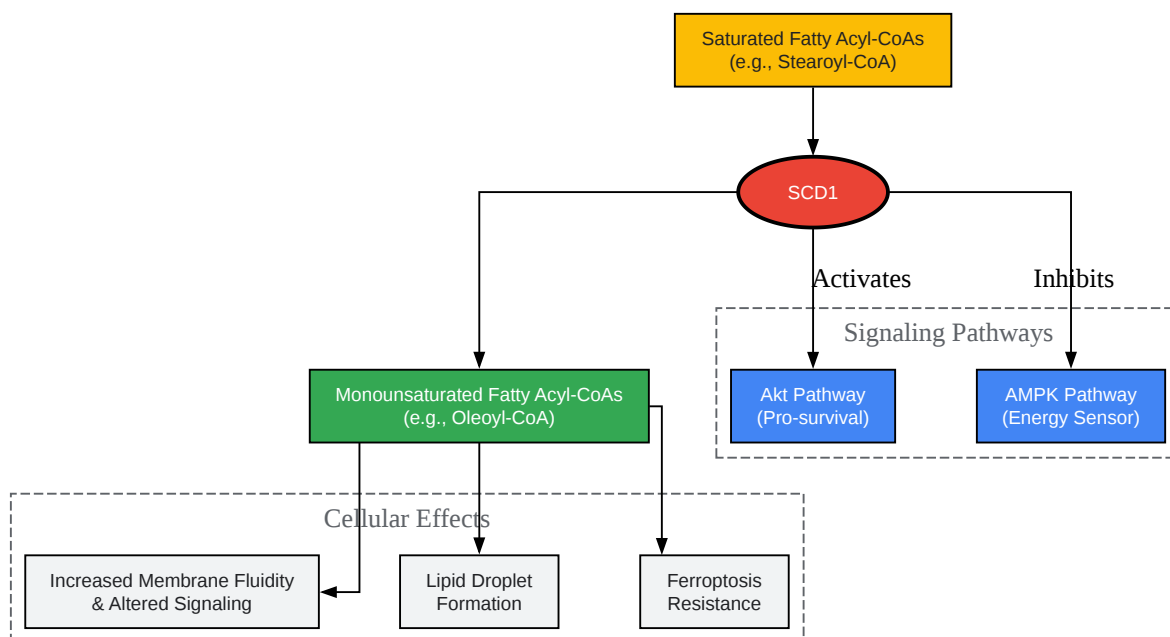 Saturated Fatty Acyl-CoAs
(e.g., Stearoyl-CoA)
SCD1
Activates
Inhibits
Signaling Pathways
Monounsaturated Fatty Acyl-CoAs
(e.g., Oleoyl-CoA)
Akt Pathway
(Pro-survival)
AMPK Pathway
(Energy Sensor)
Cellular Effects
Increased Membrane Fluidity
& Altered Signaling
Lipid Droplet
Formation
Ferroptosis
Resistance